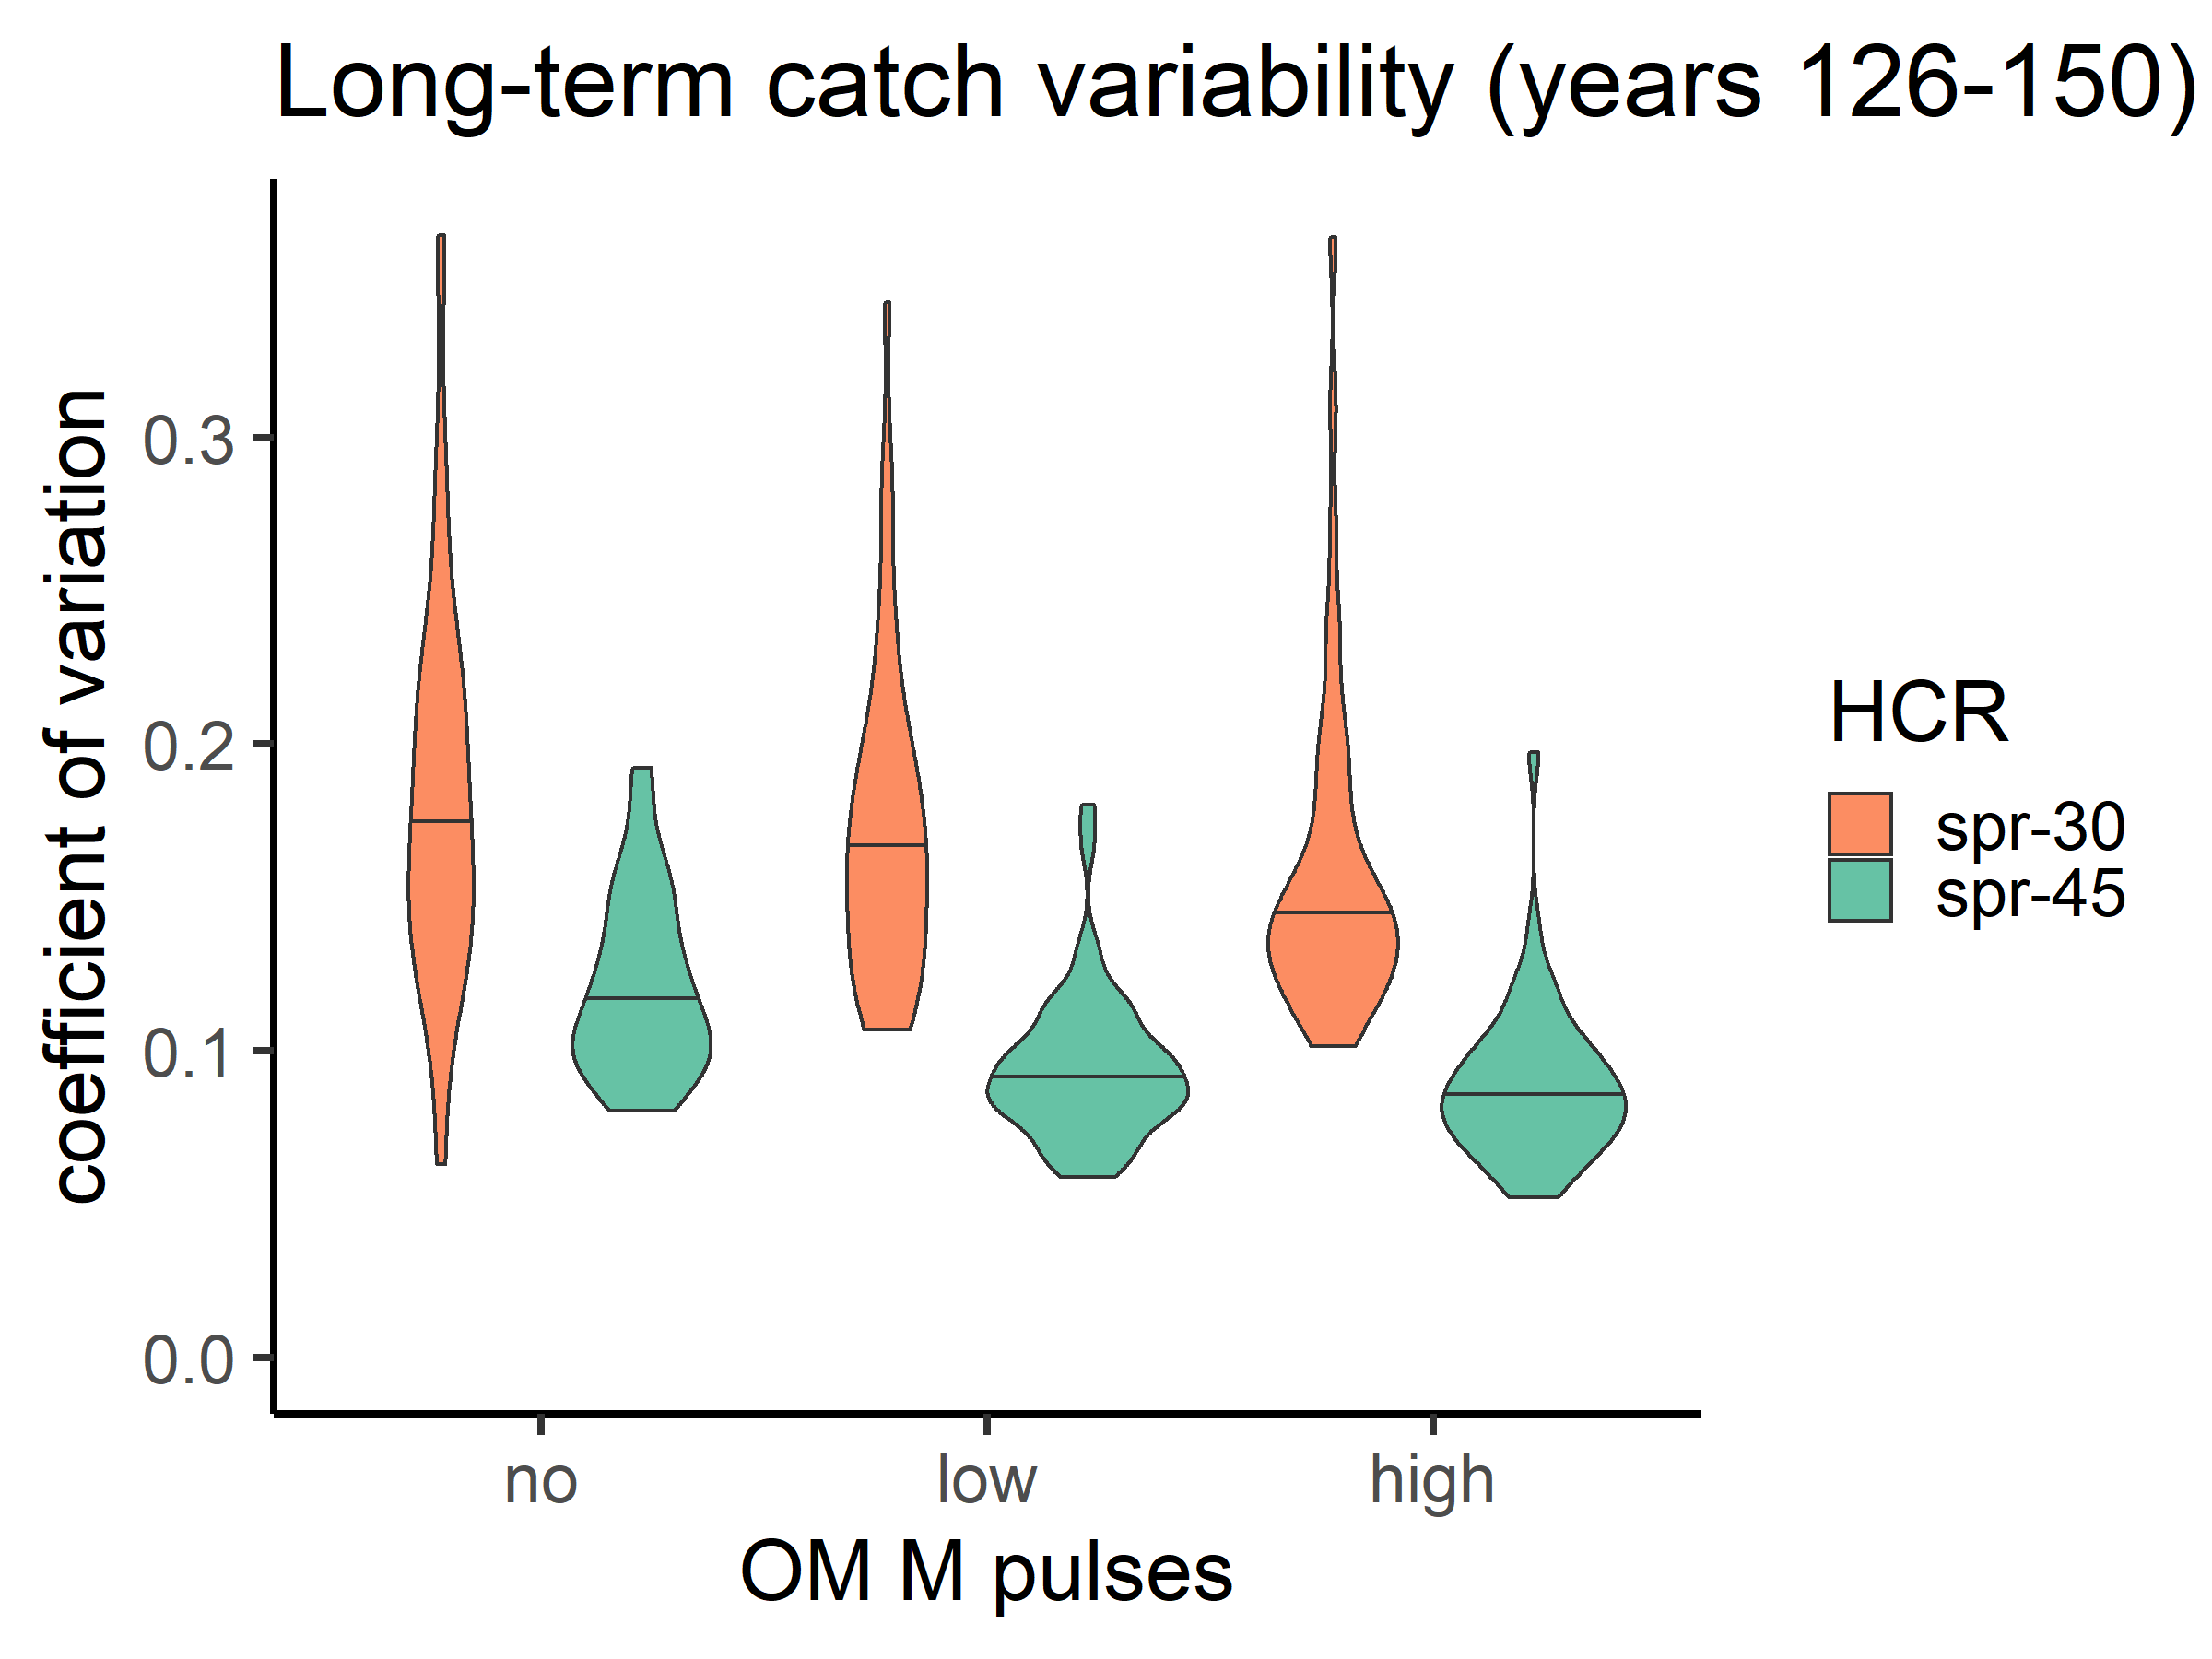 Long-term catch variability (years 126-150)
coefficient of variation
0.3
0.2
0.1
0.0
no low high
OM M pulses
HCR
spr-30
spr-45